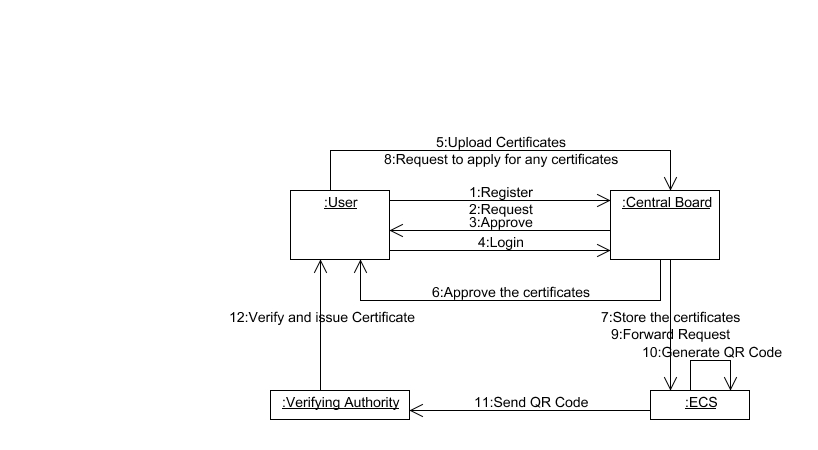 5:Upload Certificates
8:Request to apply for any certificates
1:Register
:User
:Central Board
2:Request
3:Approve
4:Login
6:Approve the certificates
12:Verify and issue Certificate
7:Store the certificates
9:Forward Request
10:Generate QR Code
:Verifying Authority
11:Send QR Code
:ECS